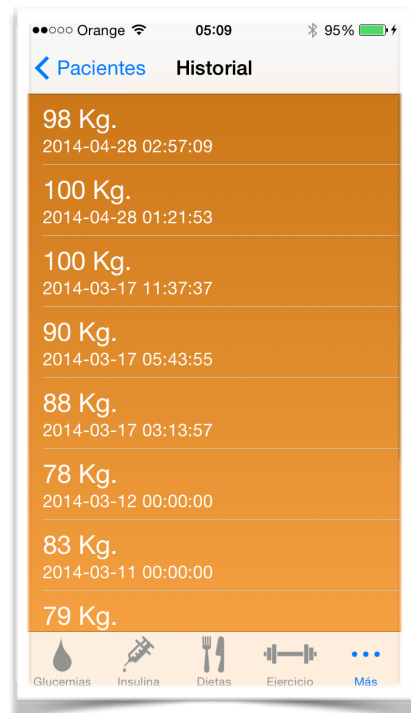 Orange 05:09 95%
Pacientes Historial
98 Kg.
2014-04-28 02:57:09
100 Kg.
2014-04-28 01:21:53
100 Kg.
2014-03-17 11:37:37
90 Kg.
2014-03-17 05:43:55
88 Kg.
2014-03-17 03:13:57
78 Kg.
2014-03-12 00:00:00
83 Kg.
2014-03-11 00:00:00
79 Kg.
Glucemias Insulina Dietas Ejercicio Más